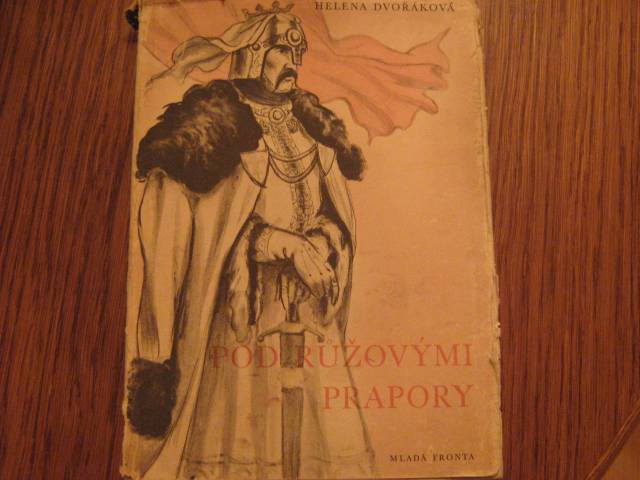 HELENA DVOŘÁKOVÁ
POD RŮŽOVÝMI
PRAPORY
MLADÁ FRONTA